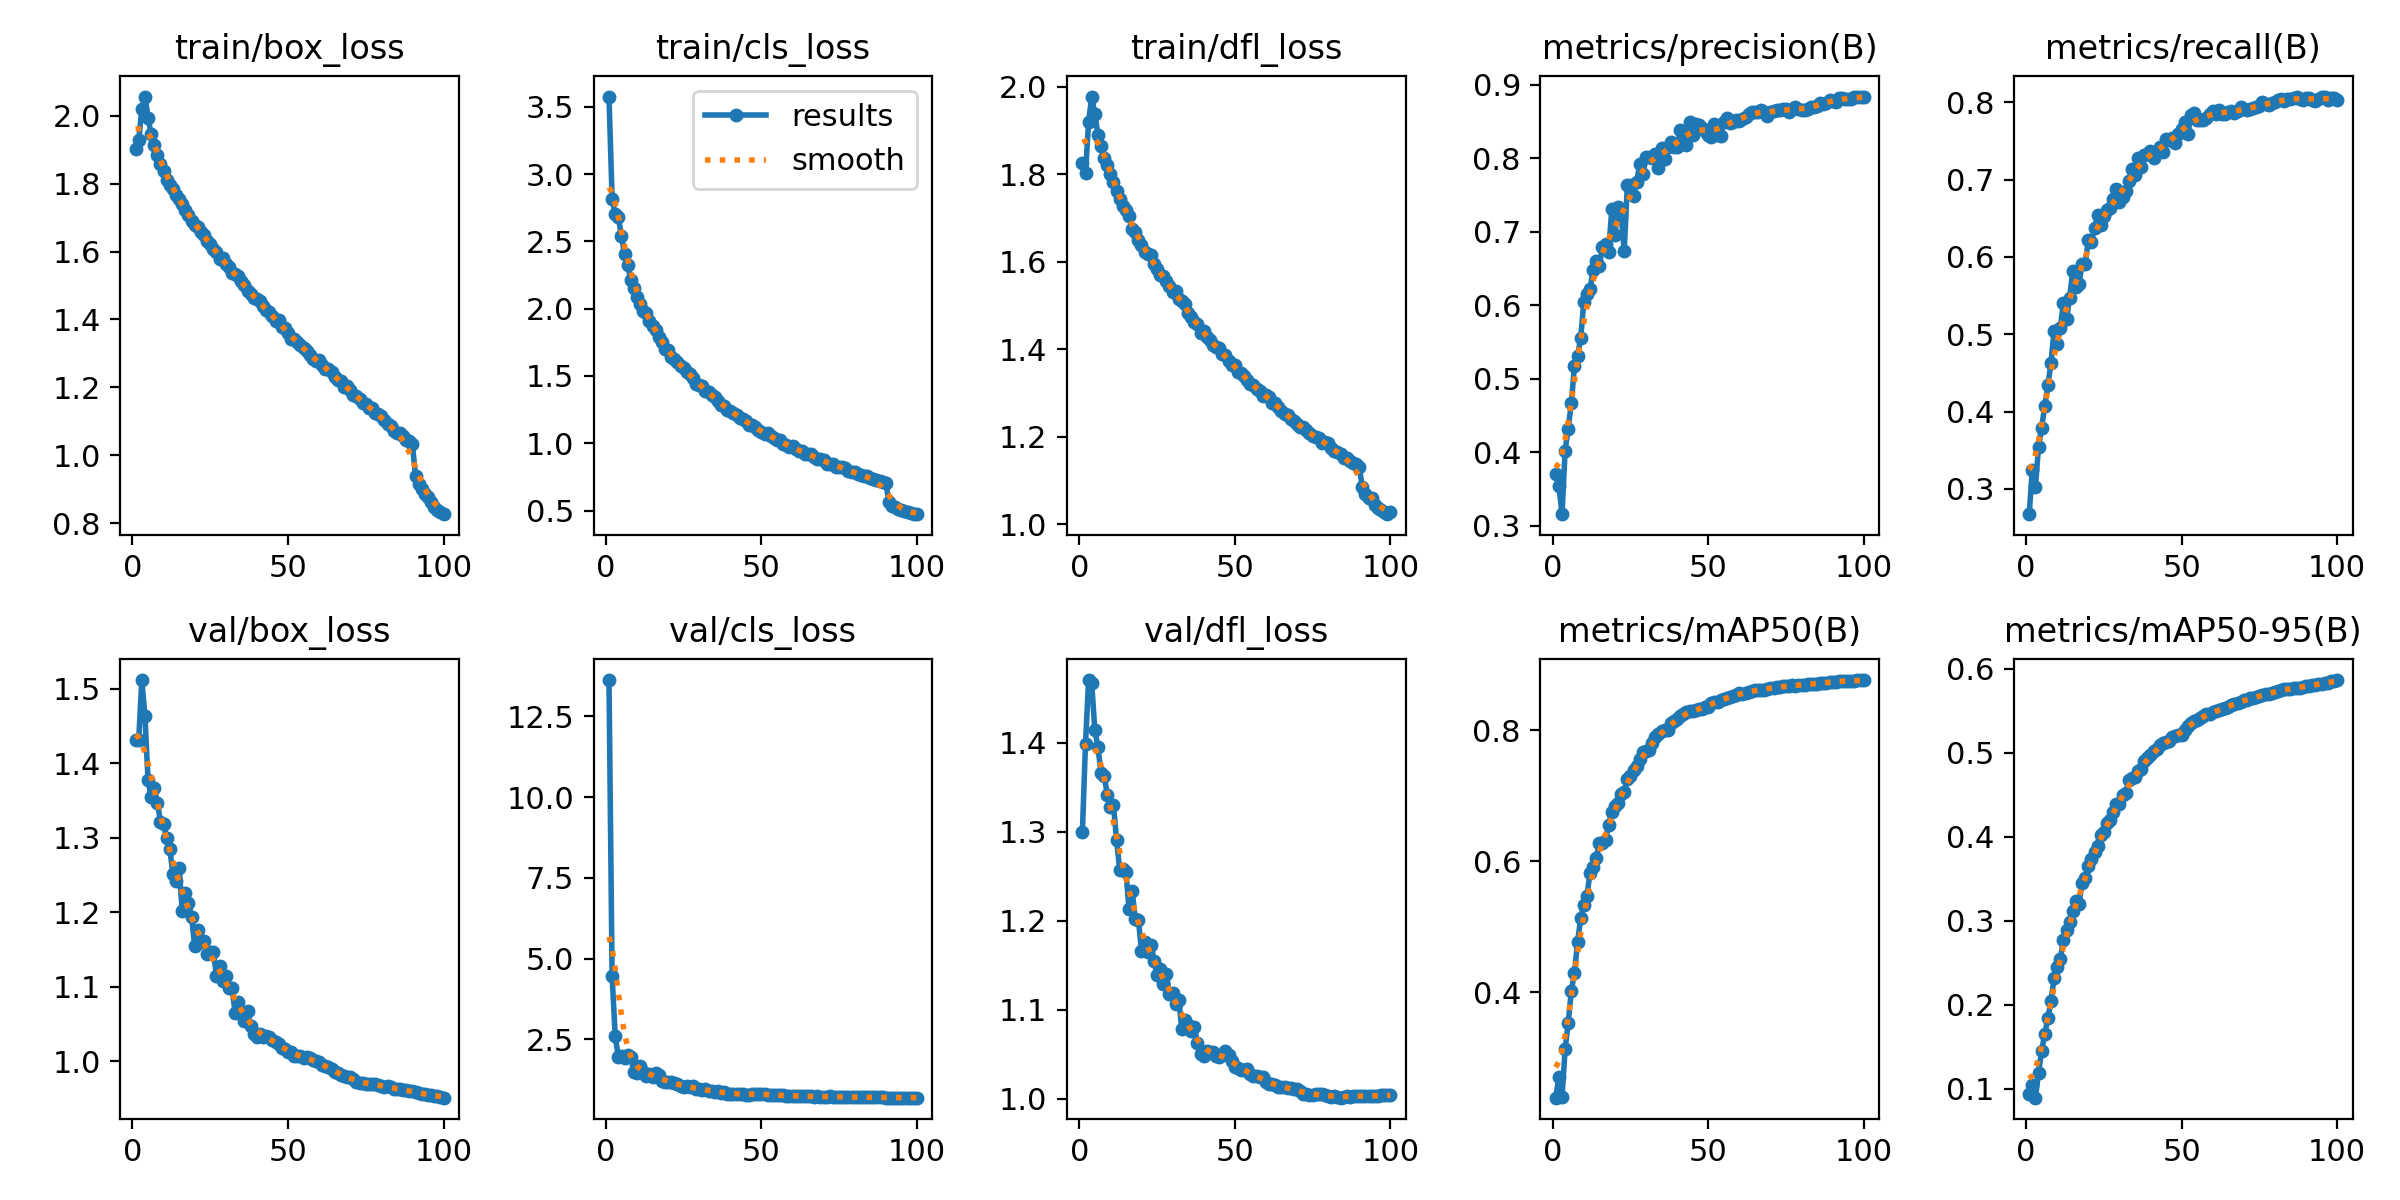 train/box_loss
train/cls_loss
train/dfl_loss
metrics/precision(B)
metrics/recall(B)
2.0
1.8
1.6
1.4
1.2
1.0
0.8
0 50 100
3.5
3.0
2.5
2.0
1.5
1.0
0.5
results
smooth
0 50 100
2.0
1.8
1.6
1.4
1.2
1.0
0 50 100
0.9
0.8
0.7
0.6
0.5
0.4
0.3
0 50 100
0.8
0.7
0.6
0.5
0.4
0.3
0 50 100
val/box_loss
val/cls_loss
val/dfl_loss
metrics/mAP50(B)
metrics/mAP50-95(B)
1.5
1.4
1.3
1.2
1.1
1.0
0 50 100
12.5
10.0
7.5
5.0
2.5
0 50 100
1.4
1.3
1.2
1.1
1.0
0 50 100
0.8
0.6
0.4
0 50 100
0.6
0.5
0.4
0.3
0.2
0.1
0 50 100